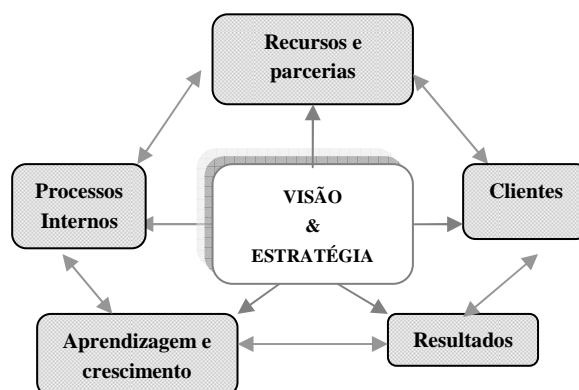 Recursos e
parcerias
Processos
Internos
VISÃO
&
ESTRATÉGIA
Clientes
Aprendizagem e
crescimento
Resultados